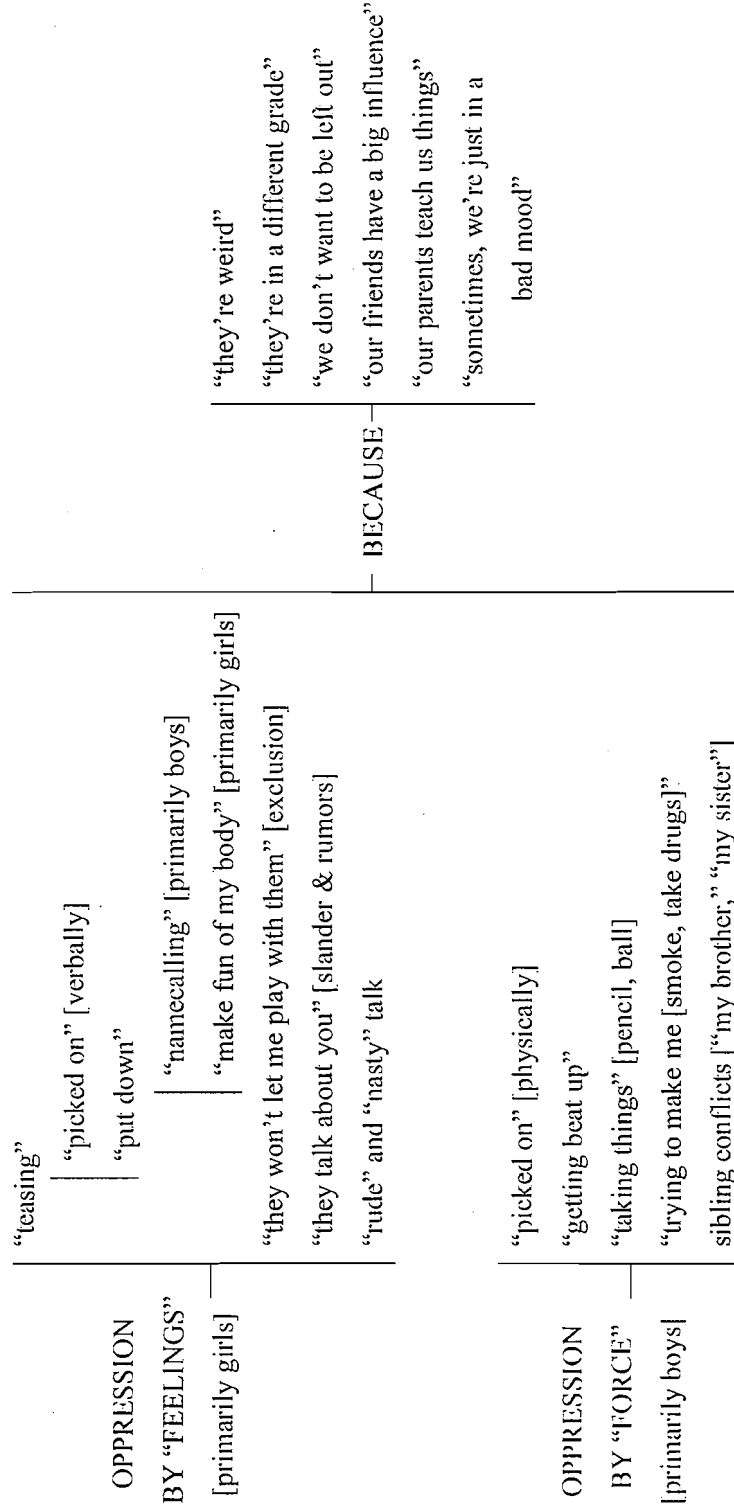 OPPRESSION
BY “FEELINGS”
[primarily girls]
“teasing”
“picked on” [verbally]
“put down”
“namecalling” [primarily boys]
“make fun of my body” [primarily girls]
“they won’t let me play with them” [exclusion]
“they talk about you” [slander & rumors]
“rude” and “nasty” talk
OPPRESSION
BY “FORCE”
[primarily boys]
“picked on” [physically]
“getting beat up”
“taking things” [pencil, ball]
“trying to make me [smoke, take drugs]”
sibling conflicts [“my brother,” “my sister”]
BECAUSE
“they’re weird”
“they’re in a different grade”
“we don’t want to be left out”
“our friends have a big influence”
“our parents teach us things”
“sometimes, we’re just in a
bad mood”